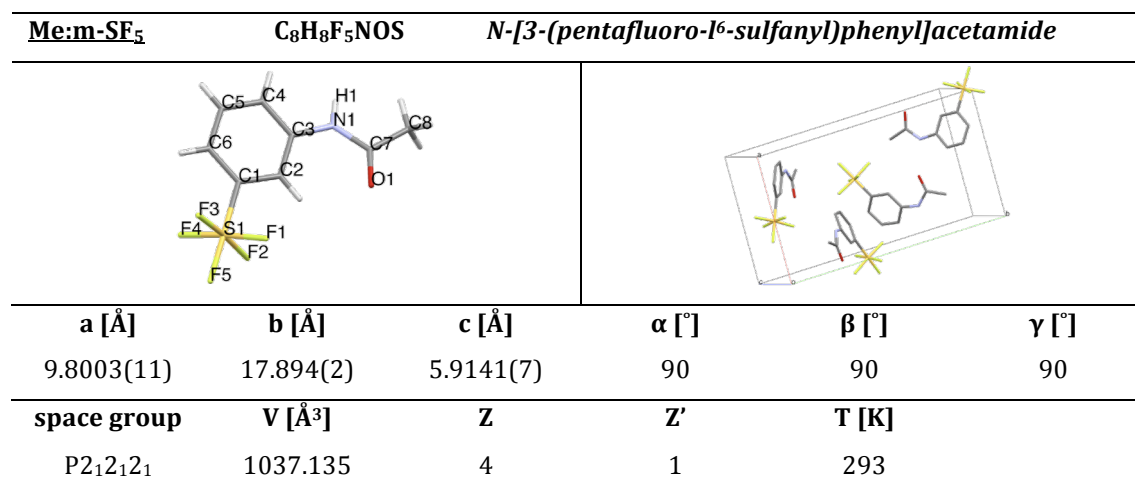 Me:m-SF₅ C₈H₈F₅NOS N-[3-(pentafluoro-l⁶-sulfanyl)phenyl]acetamide
H1
C4
C5
N1
C3
C8
C6
C7
C2
C1
O1
F3
F4 S1 F1
F2
F5
a
b
c o
a [Å] b [Å] c [Å] α [°] β [°] γ [°]
9.8003(11) 17.894(2) 5.9141(7) 90 90 90
space group V [Å³] Z Z’ T [K]
P2₁2₁2₁ 1037.135 4 1 293